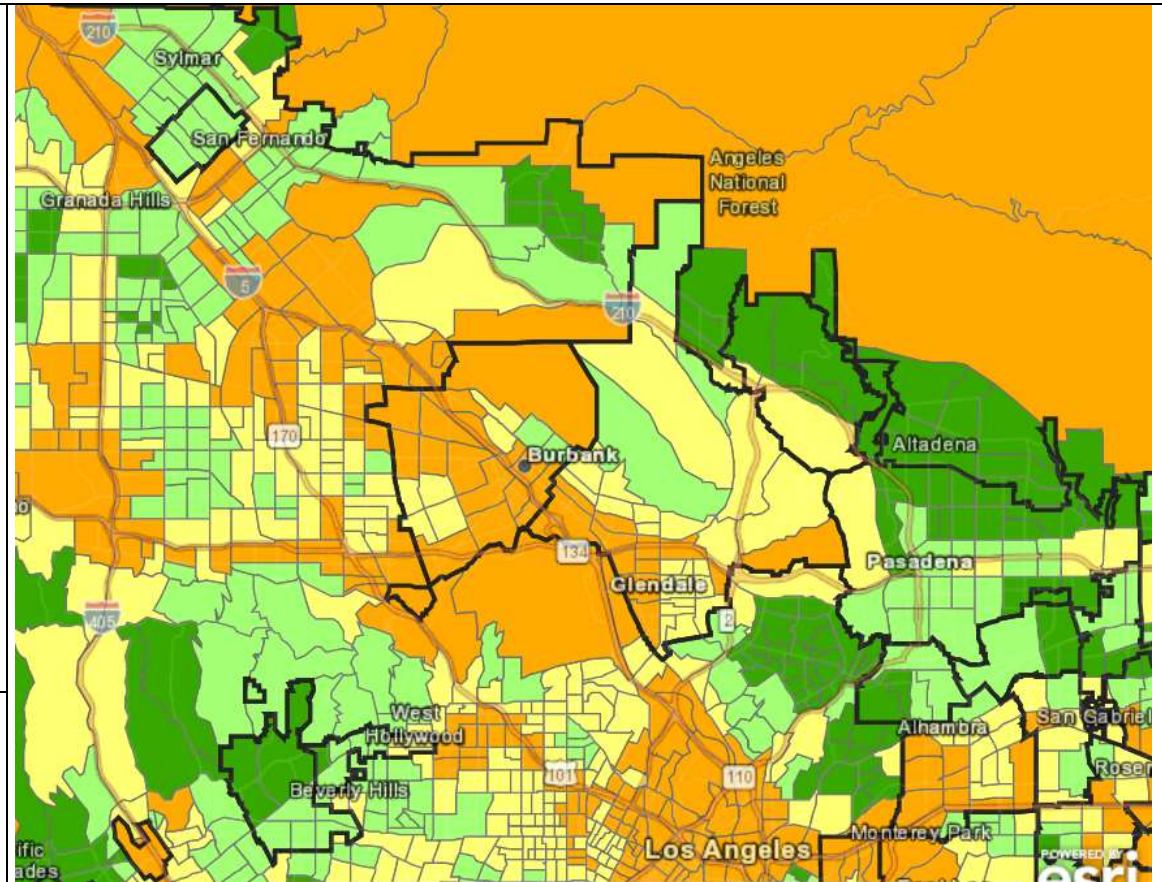 210
Sylmar
San Fernando
Angeles
National
Forest
Granada Hills
5
210
170
Altadena
Burbank
134
Pasadena
Glendale
405
2
West
Hollywood
Alhambra
San Gabriel
Rosem
101
110
Beverly Hills
Monterey Park
Los Angeles
ific
ades
POWERED BY
esri